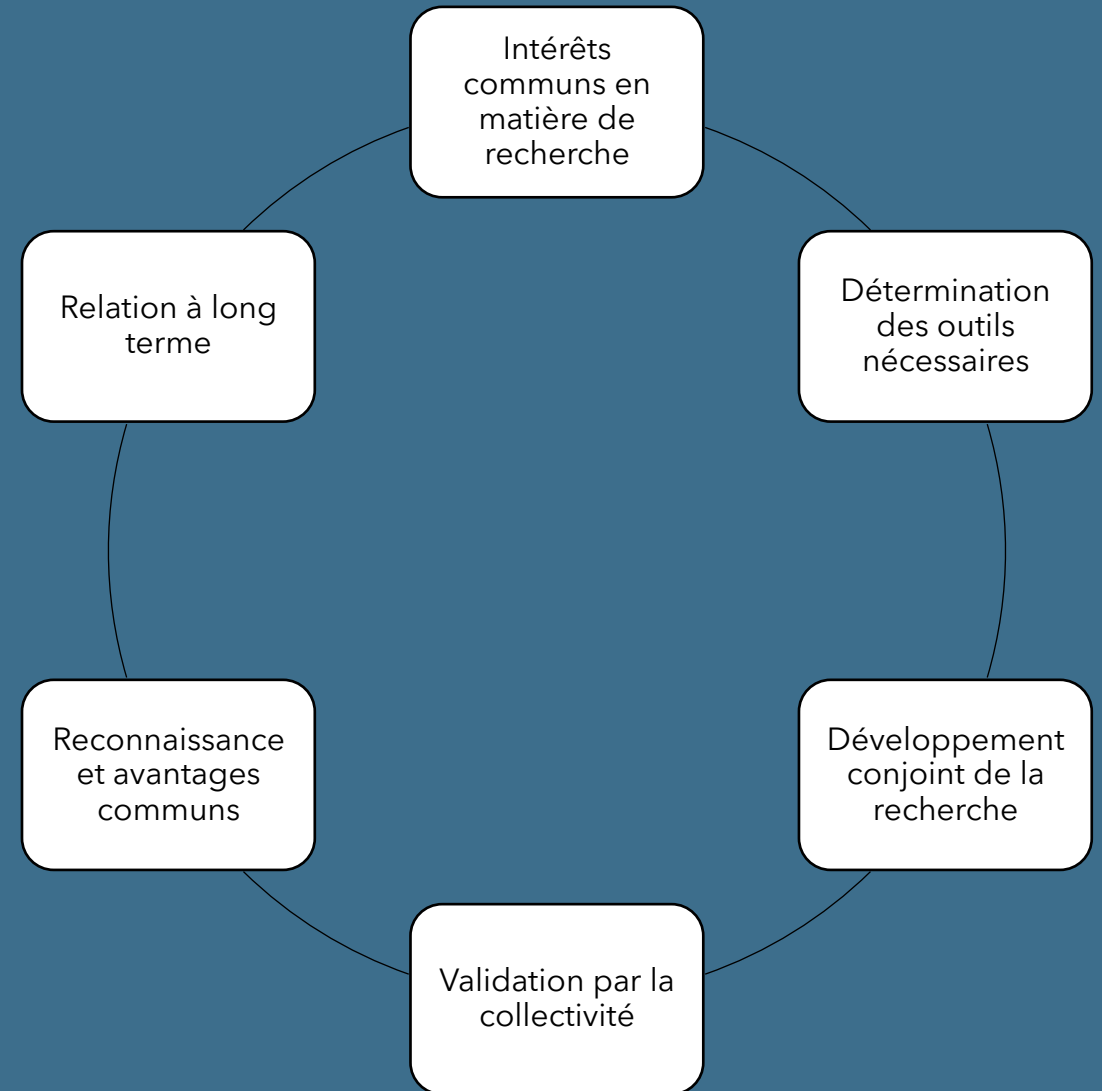 Intérêts
communs en
matière de
recherche
Détermination
des outils
nécessaires
Développement
conjoint de la
recherche
Validation par la
collectivité
Reconnaissance
et avantages
communs
Relation à long
terme